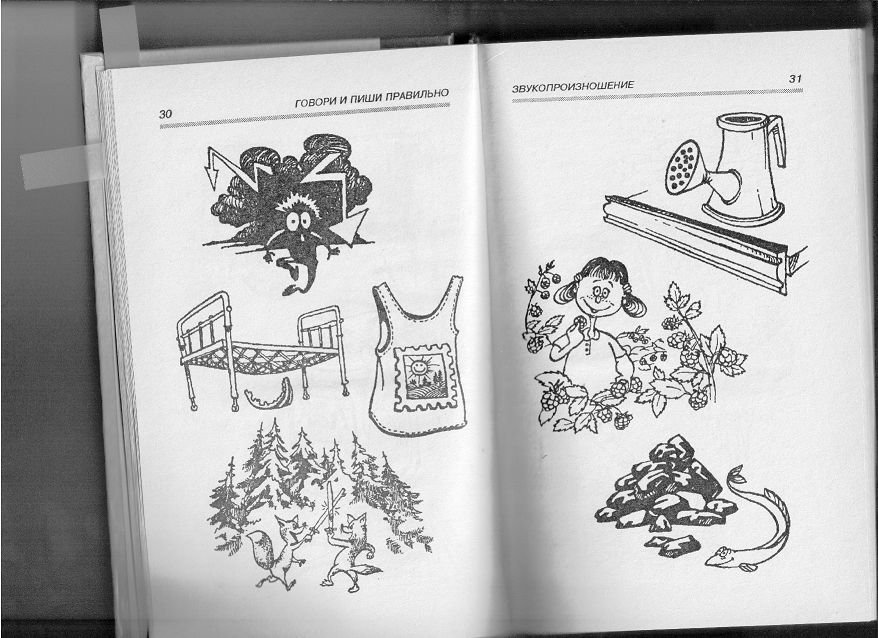 30
ГОВОРИ И ПИШИ ПРАВИЛЬНО
ЗВУКОПРОИЗНОШЕНИЕ
31